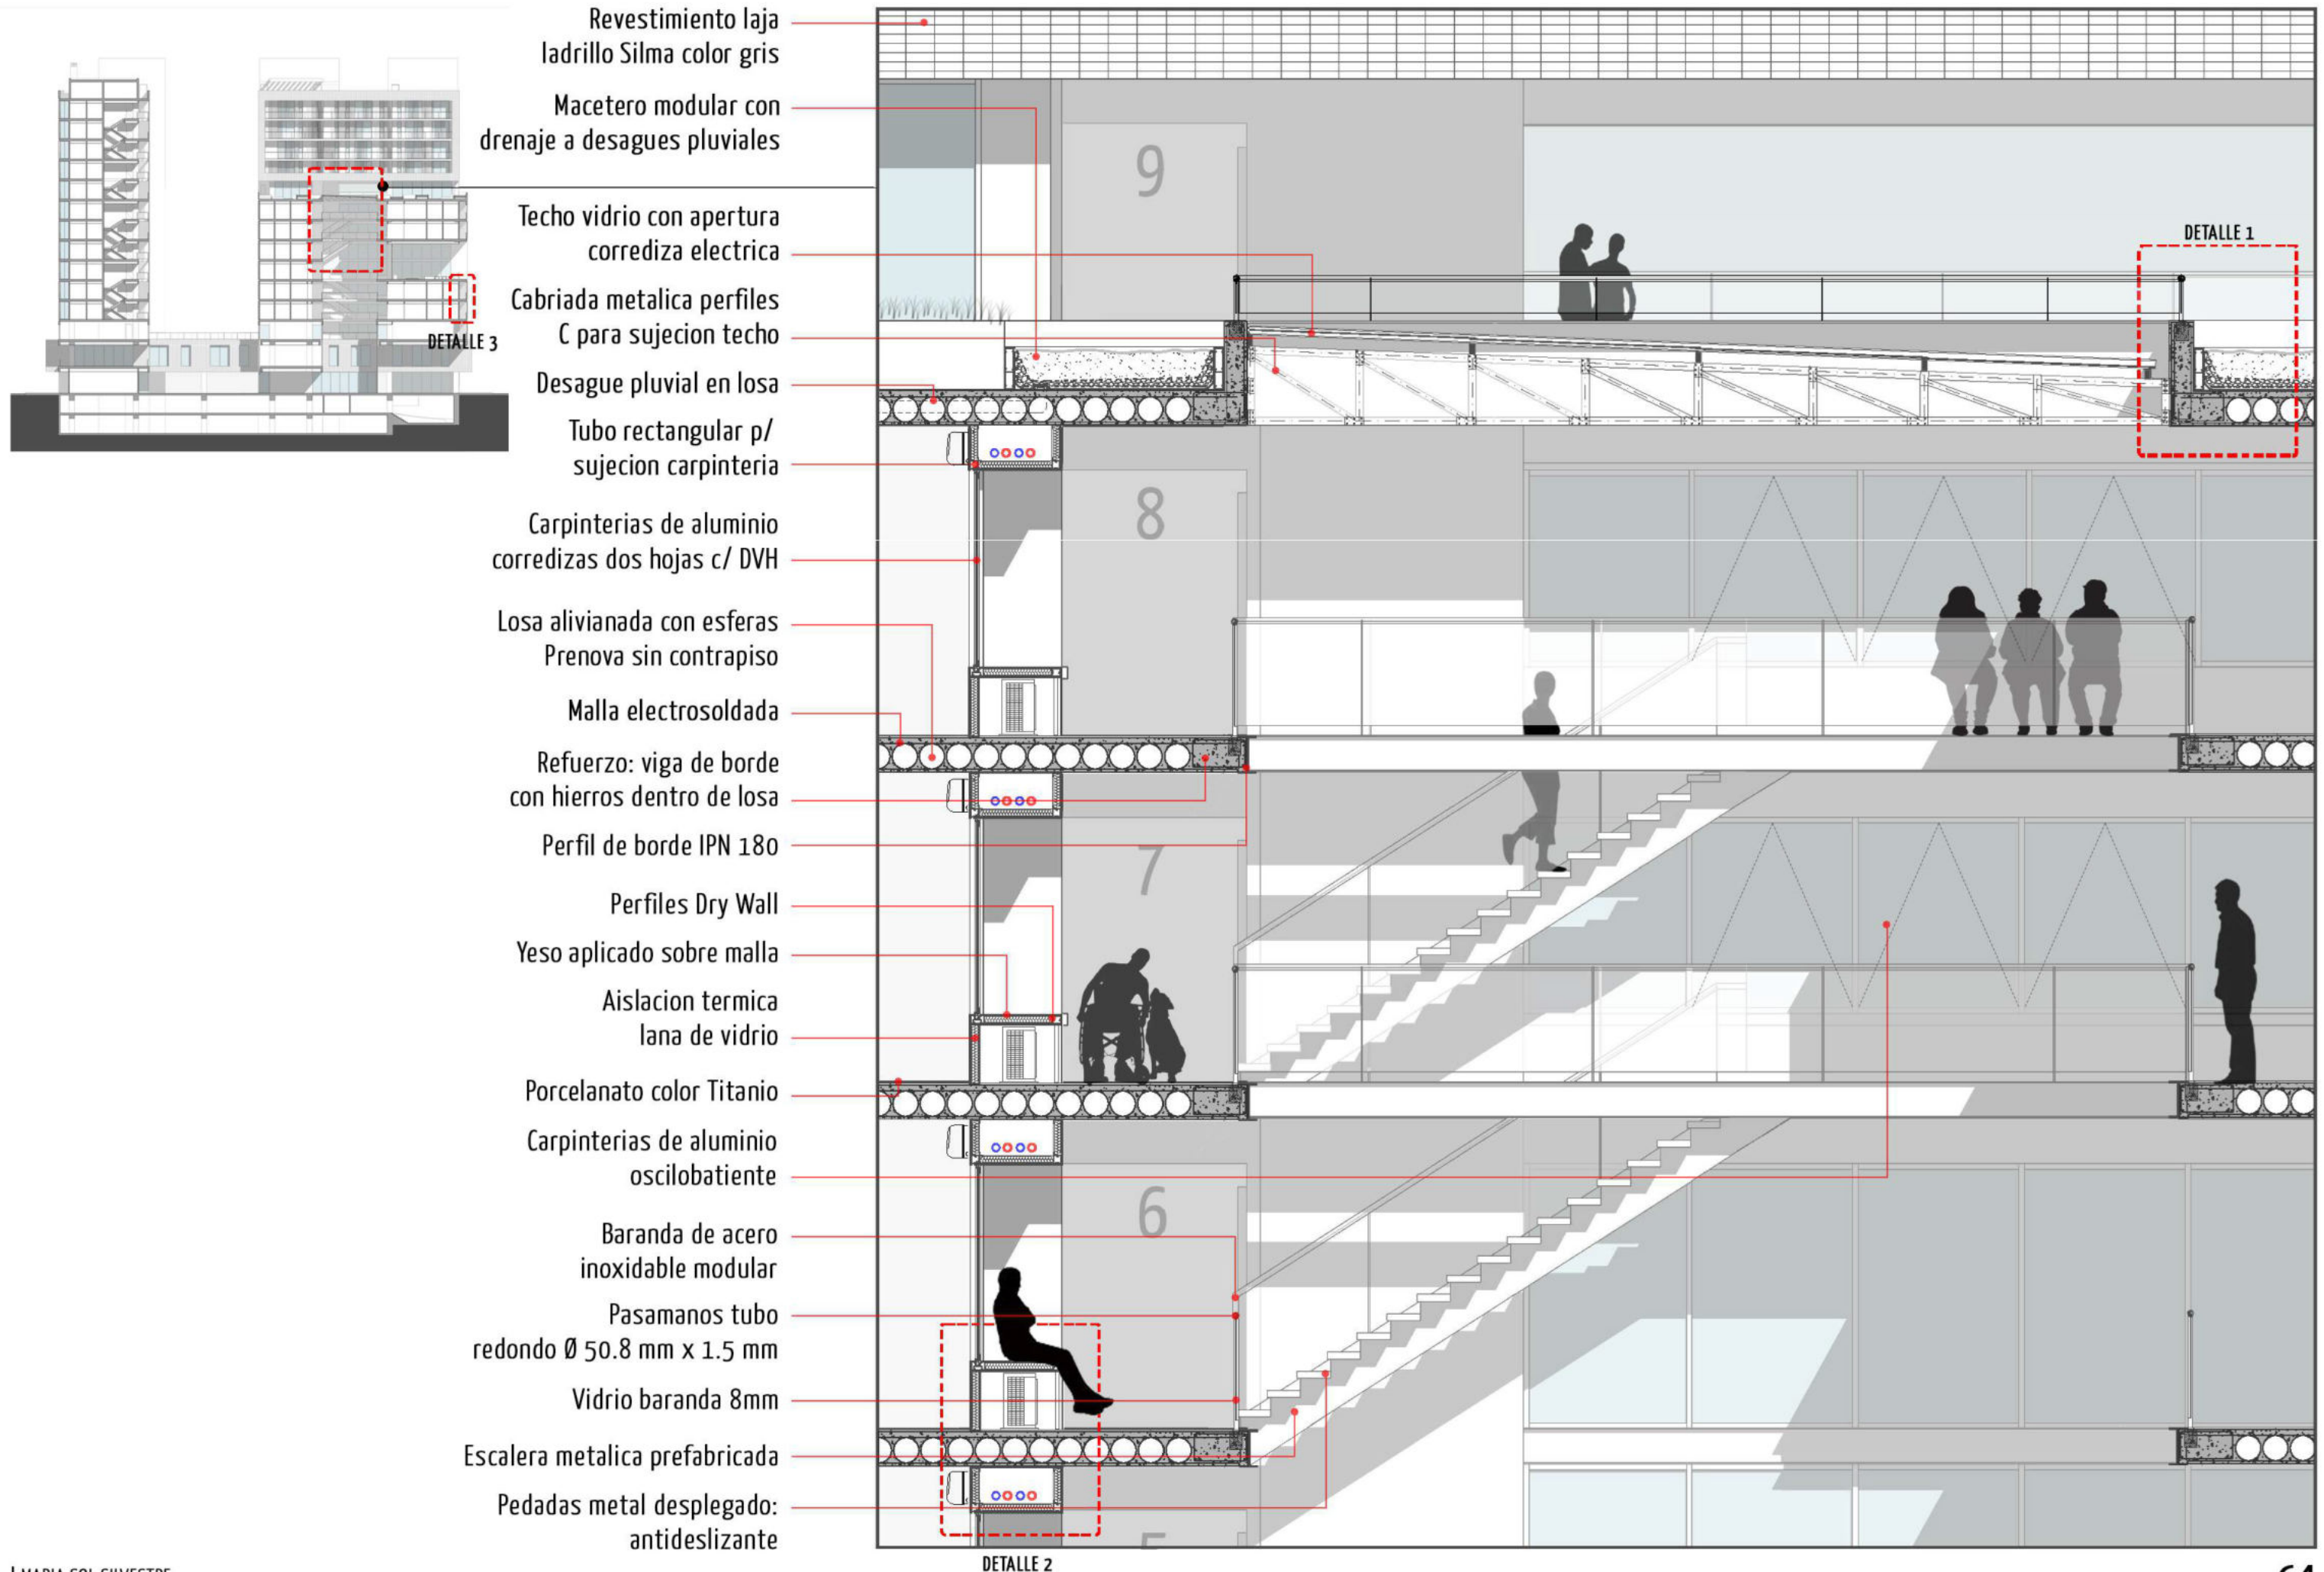 Revestimiento laja
ladrillo Silma color gris
Macetero modular con
drenaje a desagues pluviales
Techo vidrio con apertura
corrediza electrica
Cabriada metalica perfiles
C para sujecion techo
Desague pluvial en losa
Tubo rectangular p/
sujecion carpinteria
Carpinterias de aluminio
corredizas dos hojas c/ DVH
Losa alivianada con esferas
Prenova sin contrapiso
Malla electrosoldada
Refuerzo: viga de borde
con hierros dentro de losa
Perfil de borde IPN 180
Perfiles Dry Wall
Yeso aplicado sobre malla
Aislacion termica
lana de vidrio
Porcelanato color Titanio
Carpinterias de aluminio
oscilobatiente
Baranda de acero
inoxidable modular
Pasamanos tubo
redondo Ø 50.8 mm x 1.5 mm
Vidrio baranda 8mm
Escalera metalica prefabricada
Pedadas metal desplegado:
antideslizante
DETALLE 3
9
DETALLE 1
8
7
6
5
DETALLE 2
| MARIA SOL SILVESTRE
64